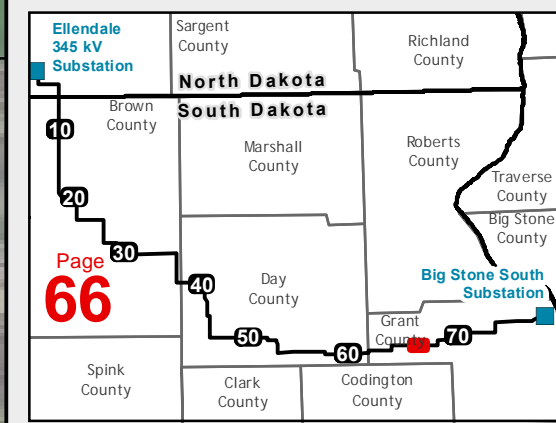 Ellendale
345 kV
Substation
Sargent
County
Richland
County
North Dakota
South Dakota
Brown
County
10
Marshall
County
Roberts
County
Traverse
County
20
Big Stone
County
30
Page
66
40
Day
County
Big Stone South
Substation
Grant
County
50
60
70
Spink
County
Clark
County
Codington
County